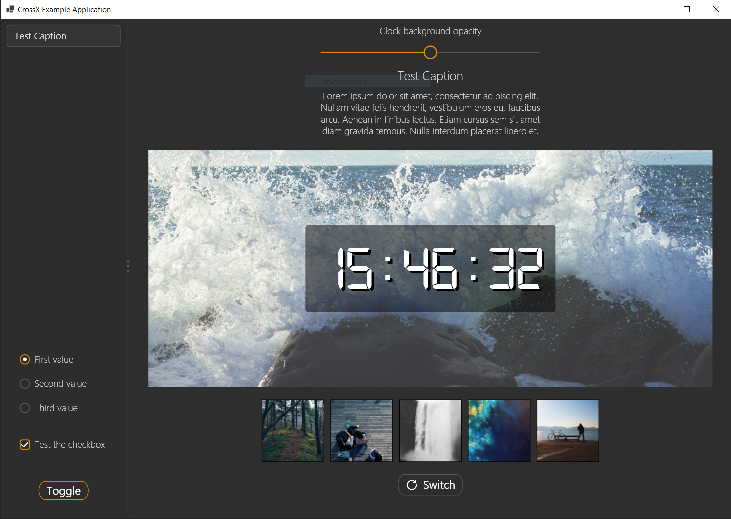 CrossX Example Application
Test Caption
Clock background opacity
Test Caption
Lorem ipsum dolor sit amet, consectetur adipiscing elit.
Nullam vitae felis hendrerit, vestibulum eros eu, faucibus
arcu. Aenean in finibus lectus. Etiam cursus sem sit amet
diam gravida tempus. Nulla interdum placerat libero et.
15:46:32
First value
Second value
Third value
Test the checkbox
Toggle
Switch